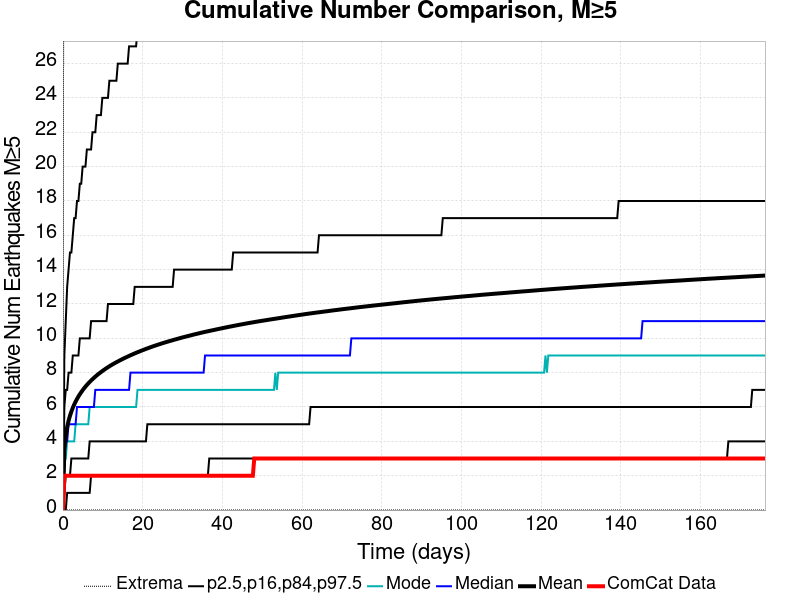 Cumulative Number Comparison, M≥5
Cumulative Num Earthquakes M≥5
26
24
22
20
18
16
14
12
10
8
6
4
2
0
0 20 40 60 80 100 120 140 160
Time (days)
Extrema p2.5,p16,p84,p97.5 Mode Median Mean ComCat Data